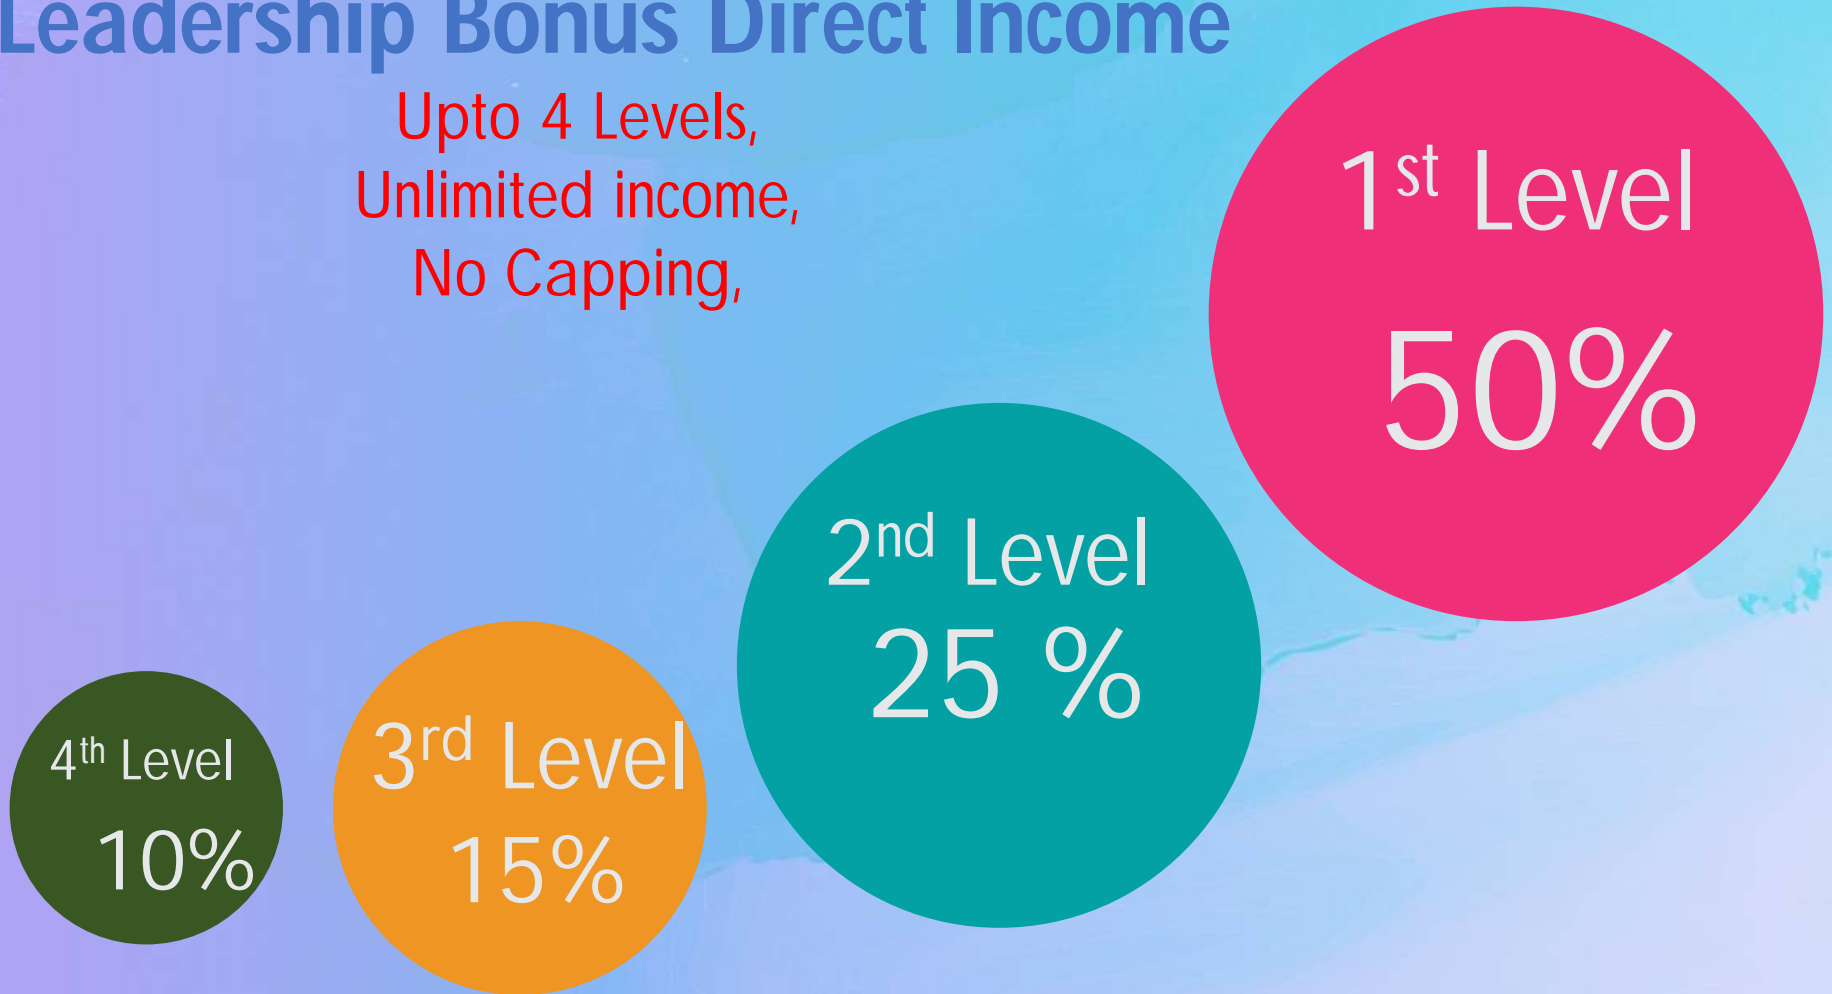 Leadership Bonus Direct Income
Upto 4 Levels,
Unlimited income,
No Capping,
1st Level
50%
2nd Level
25 %
3rd Level
15%
4th Level
10%